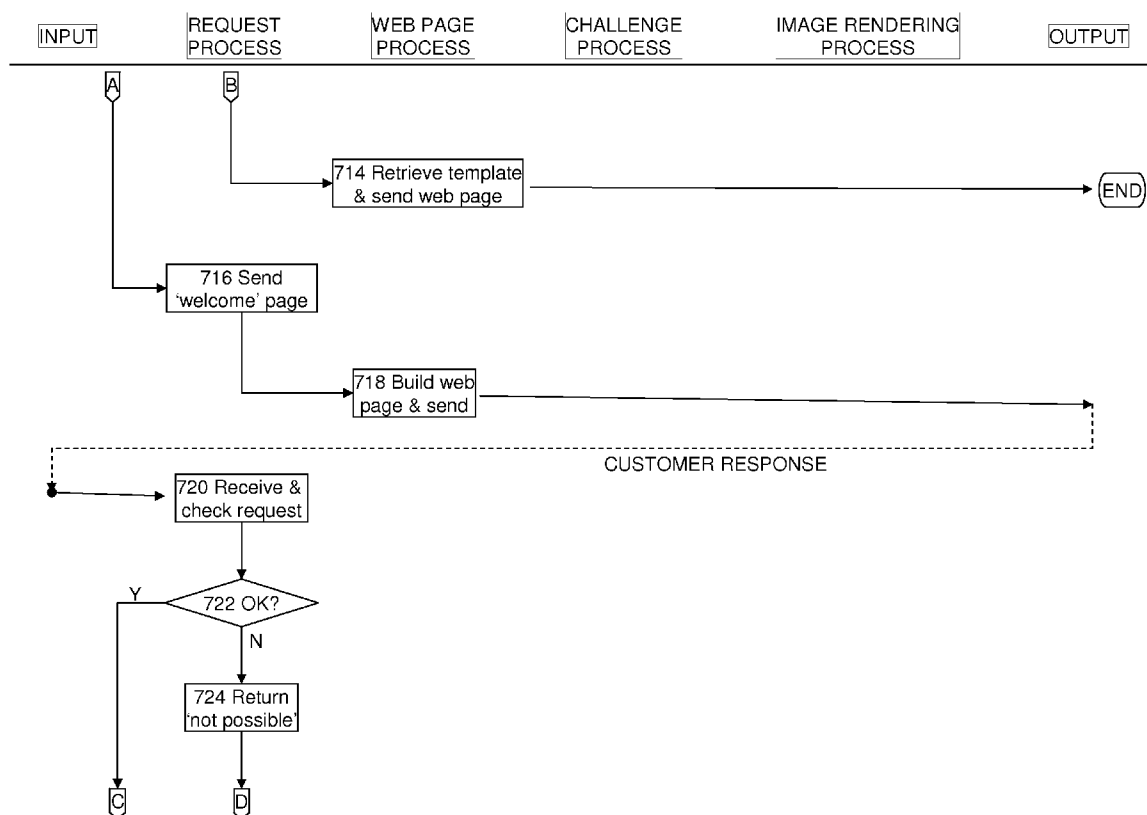 INPUT
REQUEST
PROCESS
WEB PAGE
PROCESS
CHALLENGE
PROCESS
IMAGE RENDERING
PROCESS
OUTPUT
A
B
714 Retrieve template
& send web page
END
716 Send
‘welcome’ page
718 Build web
page & send
CUSTOMER RESPONSE
720 Receive &
check request
Y
722 OK?
N
724 Return
‘not possible’
C
D